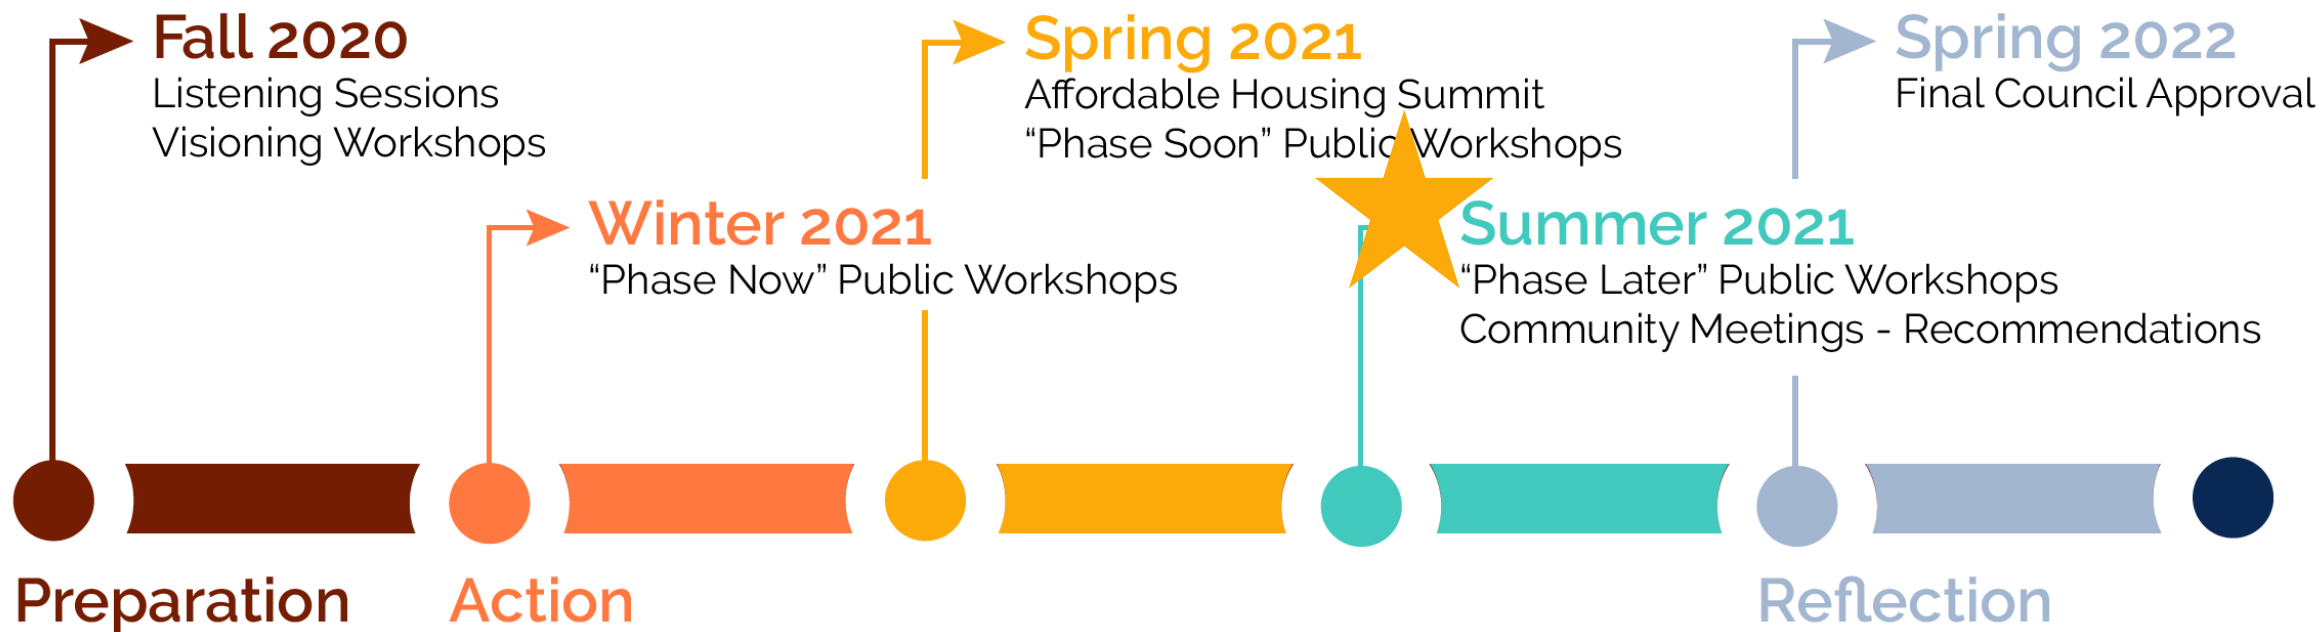 Fall 2020
Listening Sessions
Visioning Workshops
Winter 2021
“Phase Now” Public Workshops
Spring 2021
Affordable Housing Summit
“Phase Soon” Public Workshops
Summer 2021
“Phase Later” Public Workshops
Community Meetings - Recommendations
Spring 2022
Final Council Approval
Preparation
Action
Reflection